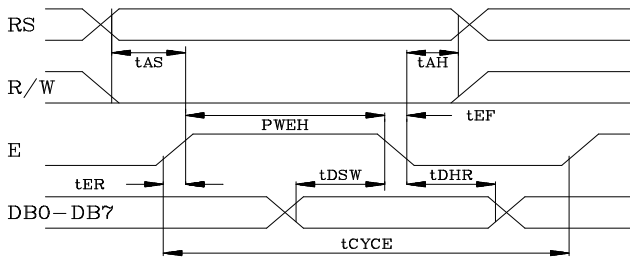 RS
tAS
tAH
R/W
PWEH
tEF
E
tER
tDSW
tDHR
DB0-DB7
tCYCE